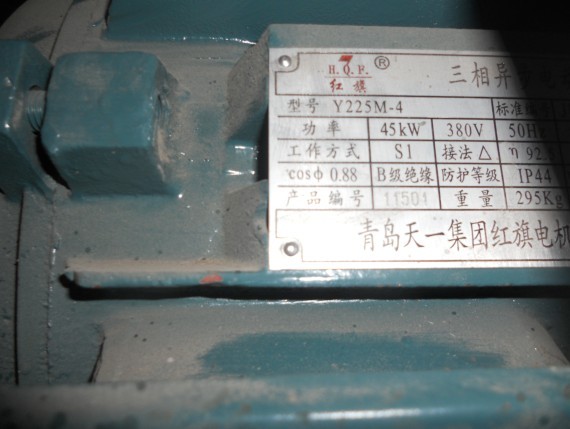 H.Q.F. ®
红旗
三相异
型号 Y225M-4
功率 45kW 380V 50Hz
工作方式 S1 接法 △ η 92.
cosφ 0.88 B级绝缘 防护等级 IP44
产品编号 11501 重量 295Kg
青岛天一集团红旗电机